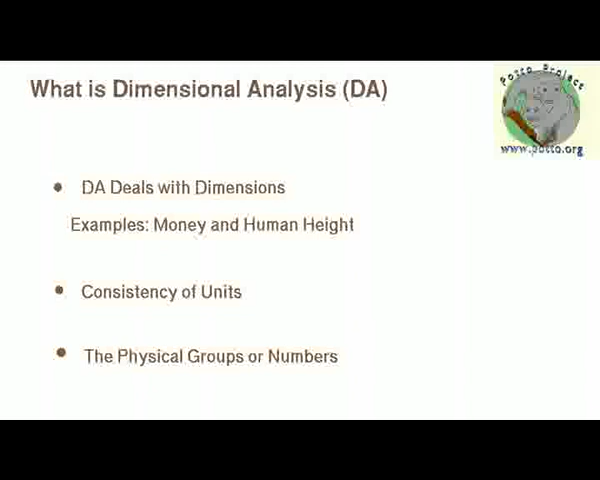 What is Dimensional Analysis (DA)
Potto Project
www.potto.org
• DA Deals with Dimensions
Examples: Money and Human Height
• Consistency of Units
• The Physical Groups or Numbers